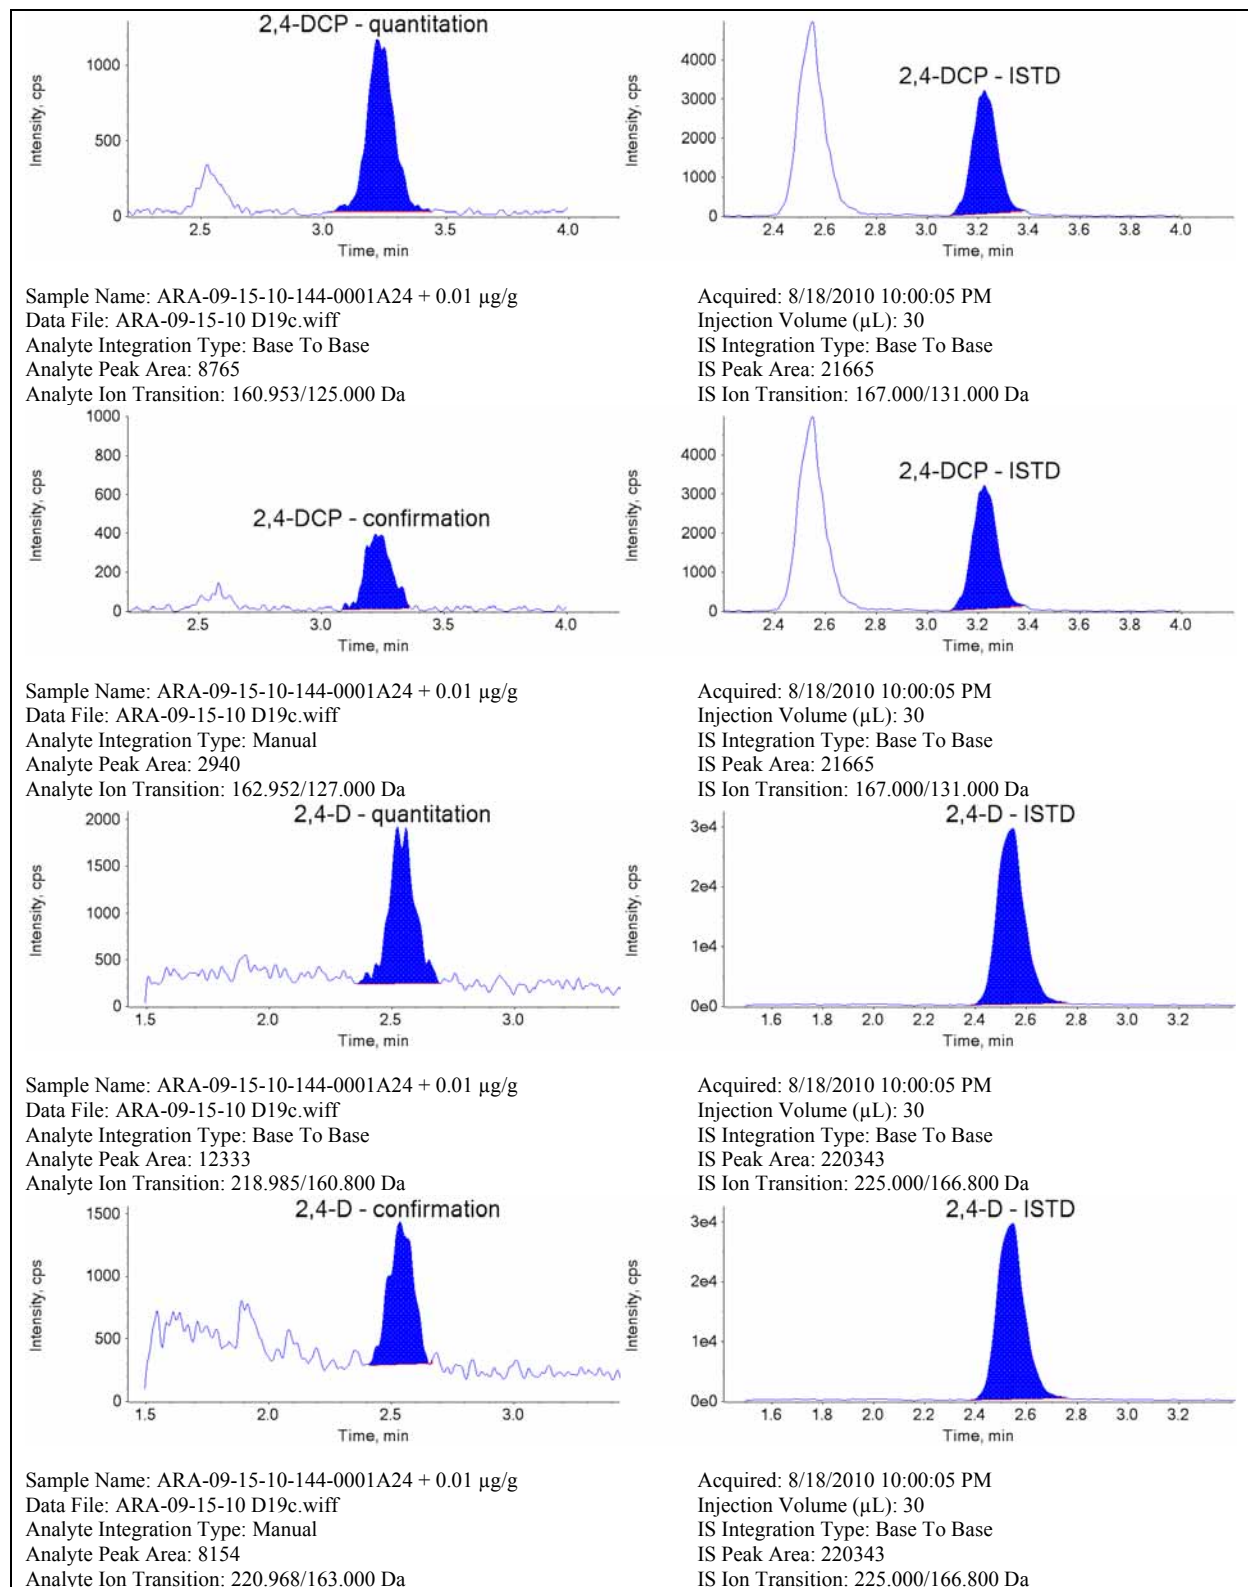 2,4-DCP - quantitation
Intensity, cps
1000
500
0
2.5 3.0 3.5 4.0
Time, min
2,4-DCP - ISTD
Intensity, cps
4000
3000
2000
1000
0
2.4 2.6 2.8 3.0 3.2 3.4 3.6 3.8 4.0
Time, min
Sample Name: ARA-09-15-10-144-0001A24 + 0.01 µg/g
Data File: ARA-09-15-10 D19c.wiff
Analyte Integration Type: Base To Base
Analyte Peak Area: 8765
Analyte Ion Transition: 160.953/125.000 Da
Acquired: 8/18/2010 10:00:05 PM
Injection Volume (µL): 30
IS Integration Type: Base To Base
IS Peak Area: 21665
IS Ion Transition: 167.000/131.000 Da
2,4-DCP - confirmation
Intensity, cps
1000
800
600
400
200
0
2.5 3.0 3.5 4.0
Time, min
2,4-DCP - ISTD
Intensity, cps
4000
3000
2000
1000
0
2.4 2.6 2.8 3.0 3.2 3.4 3.6 3.8 4.0
Time, min
Sample Name: ARA-09-15-10-144-0001A24 + 0.01 µg/g
Data File: ARA-09-15-10 D19c.wiff
Analyte Integration Type: Manual
Analyte Peak Area: 2940
Analyte Ion Transition: 162.952/127.000 Da
Acquired: 8/18/2010 10:00:05 PM
Injection Volume (µL): 30
IS Integration Type: Base To Base
IS Peak Area: 21665
IS Ion Transition: 167.000/131.000 Da
2,4-D - quantitation
Intensity, cps
2000
1500
1000
500
0
1.5 2.0 2.5 3.0
Time, min
2,4-D - ISTD
Intensity, cps
3e4
2e4
1e4
0e0
1.6 1.8 2.0 2.2 2.4 2.6 2.8 3.0 3.2
Time, min
Sample Name: ARA-09-15-10-144-0001A24 + 0.01 µg/g
Data File: ARA-09-15-10 D19c.wiff
Analyte Integration Type: Base To Base
Analyte Peak Area: 12333
Analyte Ion Transition: 218.985/160.800 Da
Acquired: 8/18/2010 10:00:05 PM
Injection Volume (µL): 30
IS Integration Type: Base To Base
IS Peak Area: 220343
IS Ion Transition: 225.000/166.800 Da
2,4-D - confirmation
Intensity, cps
1500
1000
500
0
1.5 2.0 2.5 3.0
Time, min
2,4-D - ISTD
Intensity, cps
3e4
2e4
1e4
0e0
1.6 1.8 2.0 2.2 2.4 2.6 2.8 3.0 3.2
Time, min
Sample Name: ARA-09-15-10-144-0001A24 + 0.01 µg/g
Data File: ARA-09-15-10 D19c.wiff
Analyte Integration Type: Manual
Analyte Peak Area: 8154
Analyte Ion Transition: 220.968/163.000 Da
Acquired: 8/18/2010 10:00:05 PM
Injection Volume (µL): 30
IS Integration Type: Base To Base
IS Peak Area: 220343
IS Ion Transition: 225.000/166.800 Da